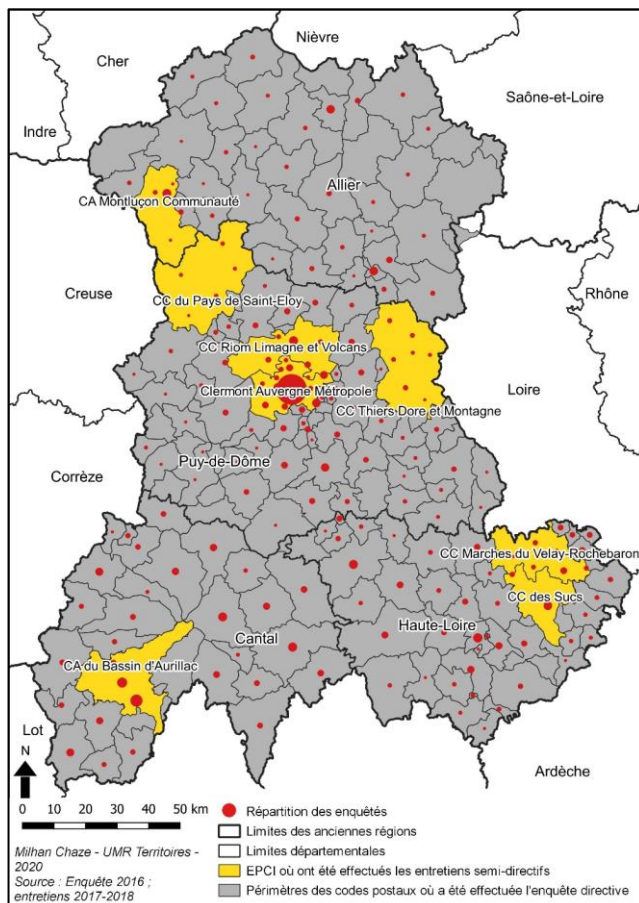 Nièvre
Cher
Saône-et-Loire
Indre
Allier
CA Montluçon Communauté
Creuse
CC du Pays de Saint-Eloy
Rhône
CC Riom Limagne et Volcans
Loire
Clermont Auvergne Métropole
CC Thiers Dore et Montagne
Puy-de-Dôme
Corrèze
CC Marches du Velay-Rochebaron
CC des Sucs
Haute-Loire
Cantal
CA du Bassin d'Aurillac
Lot
N
Ardèche
0 10 20 30 40 50 km
Répartition des enquêtés
Limites des anciennes régions
Limites départementales
EPCI où ont été effectués les entretiens semi-directifs
Périmètres des codes postaux où a été effectuée l'enquête directive
Milhan Chaze - UMR Territoires -
2020
Source : Enquête 2016 ;
entretiens 2017-2018